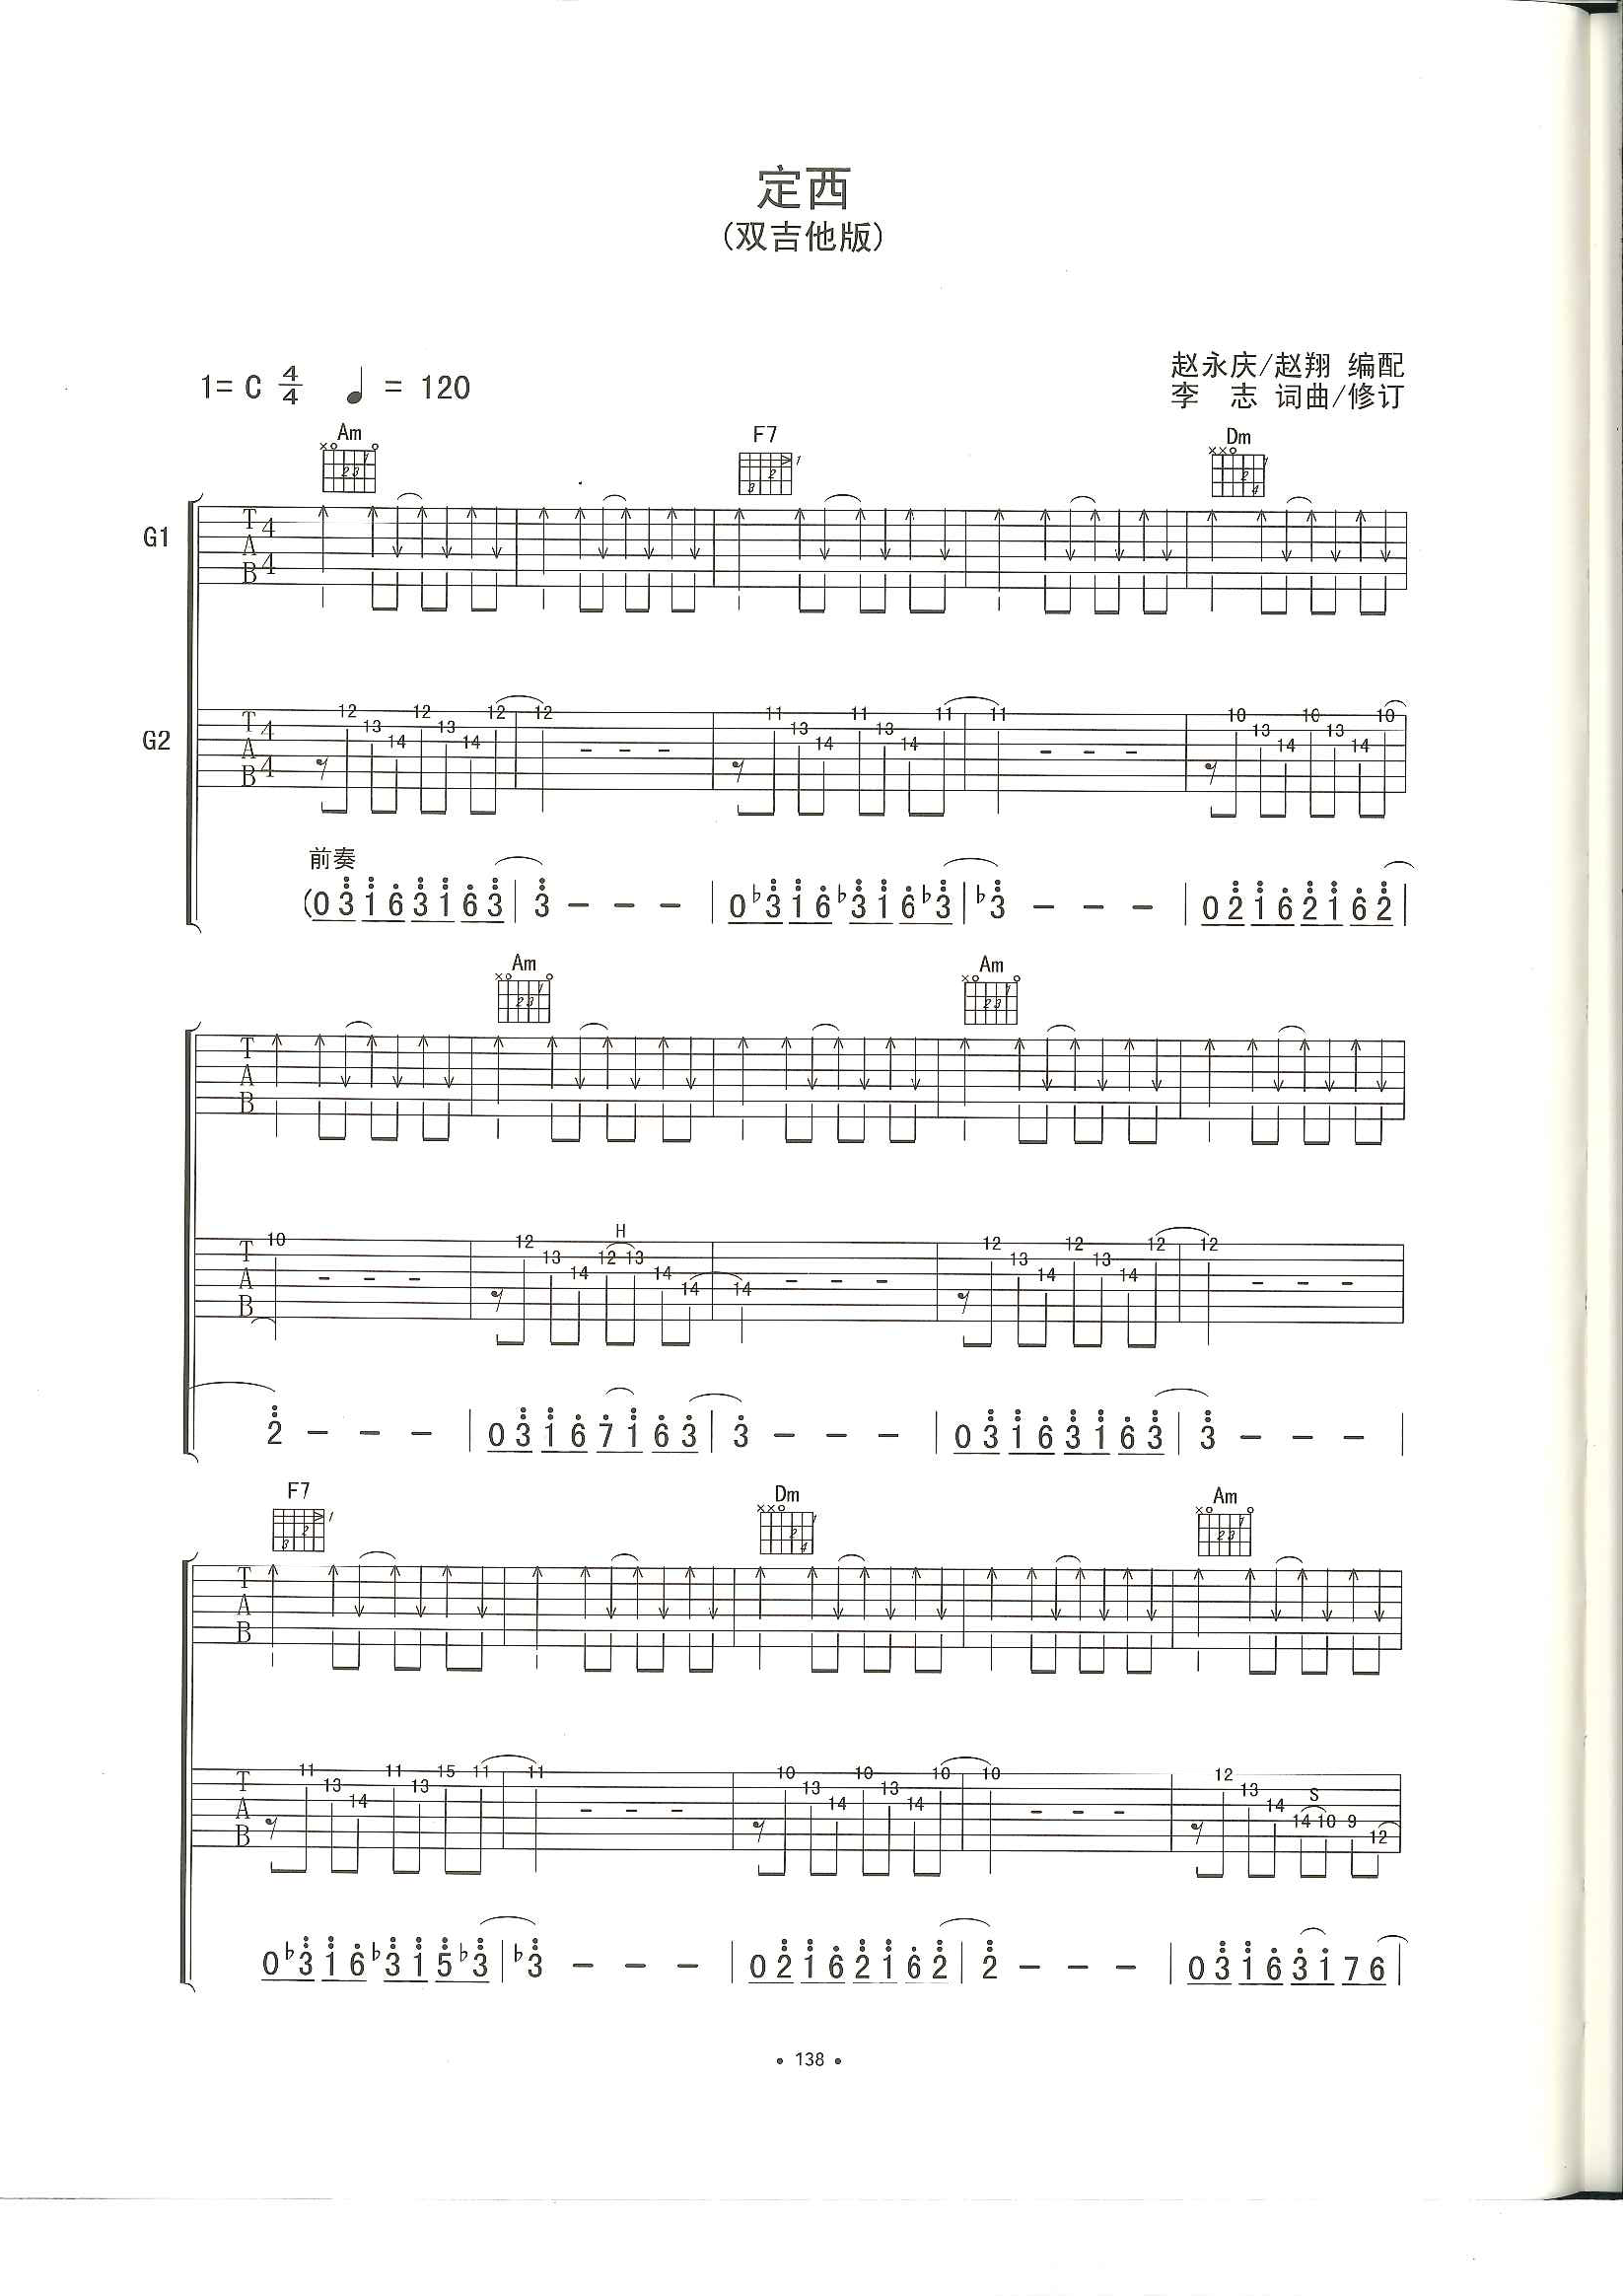 定西
(双吉他版)
赵永庆/赵翔 编配
1= C 4/4 ♩ = 120
李 志 词曲/修订
Am F7 Dm
G1 T A B 4 4
G2 T A B 4 4
12 13 14 12 13 14 12 12 - - - 11 13 14 11 13 14 11 11 - - - 10 13 14 10 13 14 10
前奏
(0 3 1 6 3 1 6 3 | 3 - - - | 0 ♭3 1 6 ♭3 1 6 ♭3 | ♭3 - - - | 0 2 1 6 2 1 6 2 |
Am Am
T A B
H
T A B 10 - - - 12 13 14 12 13 14 14 14 - - - 12 13 14 12 13 14 12 12 - - -
2 - - - | 0 3 1 6 7 1 6 3 | 3 - - - | 0 3 1 6 3 1 6 3 | 3 - - - |
F7 Dm Am
T A B
S
T A B 11 13 14 11 13 15 11 11 - - - 10 13 14 10 13 14 10 10 - - - 12 13 14 14 10 9 12
0 ♭3 1 6 ♭3 1 5 ♭3 | ♭3 - - - | 0 2 1 6 2 1 6 2 | 2 - - - | 0 3 1 6 3 1 7 6 |
• 138 •